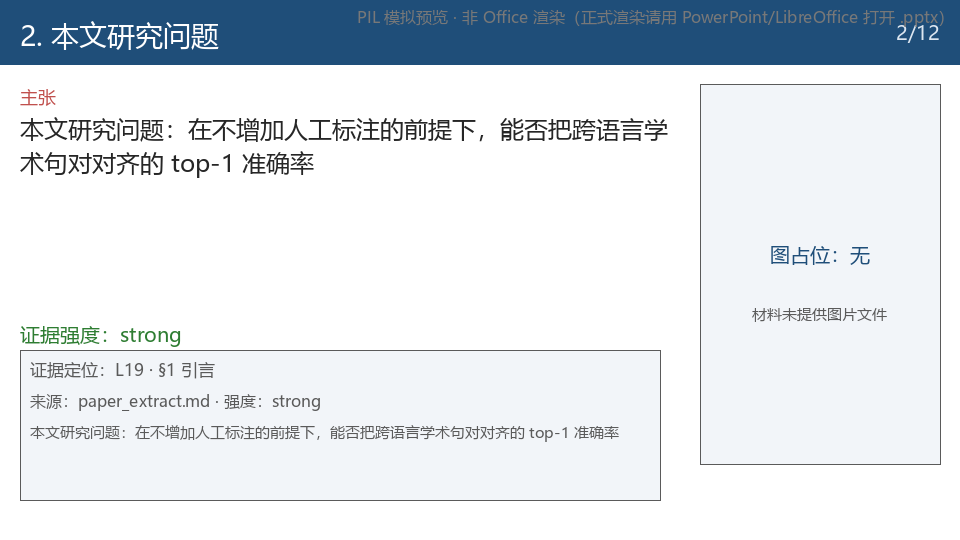 PIL 模拟预览 · 非 Office 渲染（正式渲染请用 PowerPoint/LibreOffice 打开 .pptx）
2. 本文研究问题
2/12
主张
本文研究问题：在不增加人工标注的前提下，能否把跨语言学
术句对对齐的 top-1 准确率
图占位：无
材料未提供图片文件
证据强度：strong
证据定位：L19 · §1 引言
来源：paper_extract.md · 强度：strong
本文研究问题：在不增加人工标注的前提下，能否把跨语言学术句对对齐的 top-1 准确率